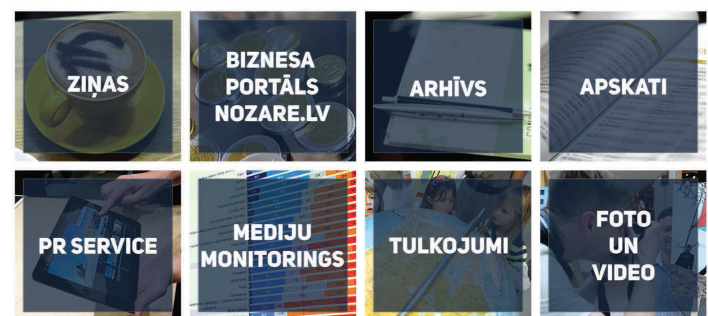 ZIŅAS
BIZNESA
PORTĀLS
NOZARE.LV
ARHĪVS
APSKATI
PR SERVICE
MEDIJU
MONITORINGS
TULKOJUMI
FOTO
UN
VIDEO